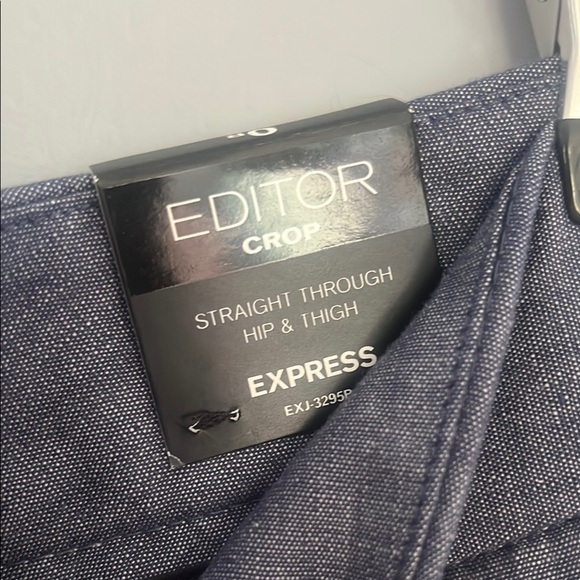 EDITOR
CROP
STRAIGHT THROUGH
HIP & THIGH
EXPRESS